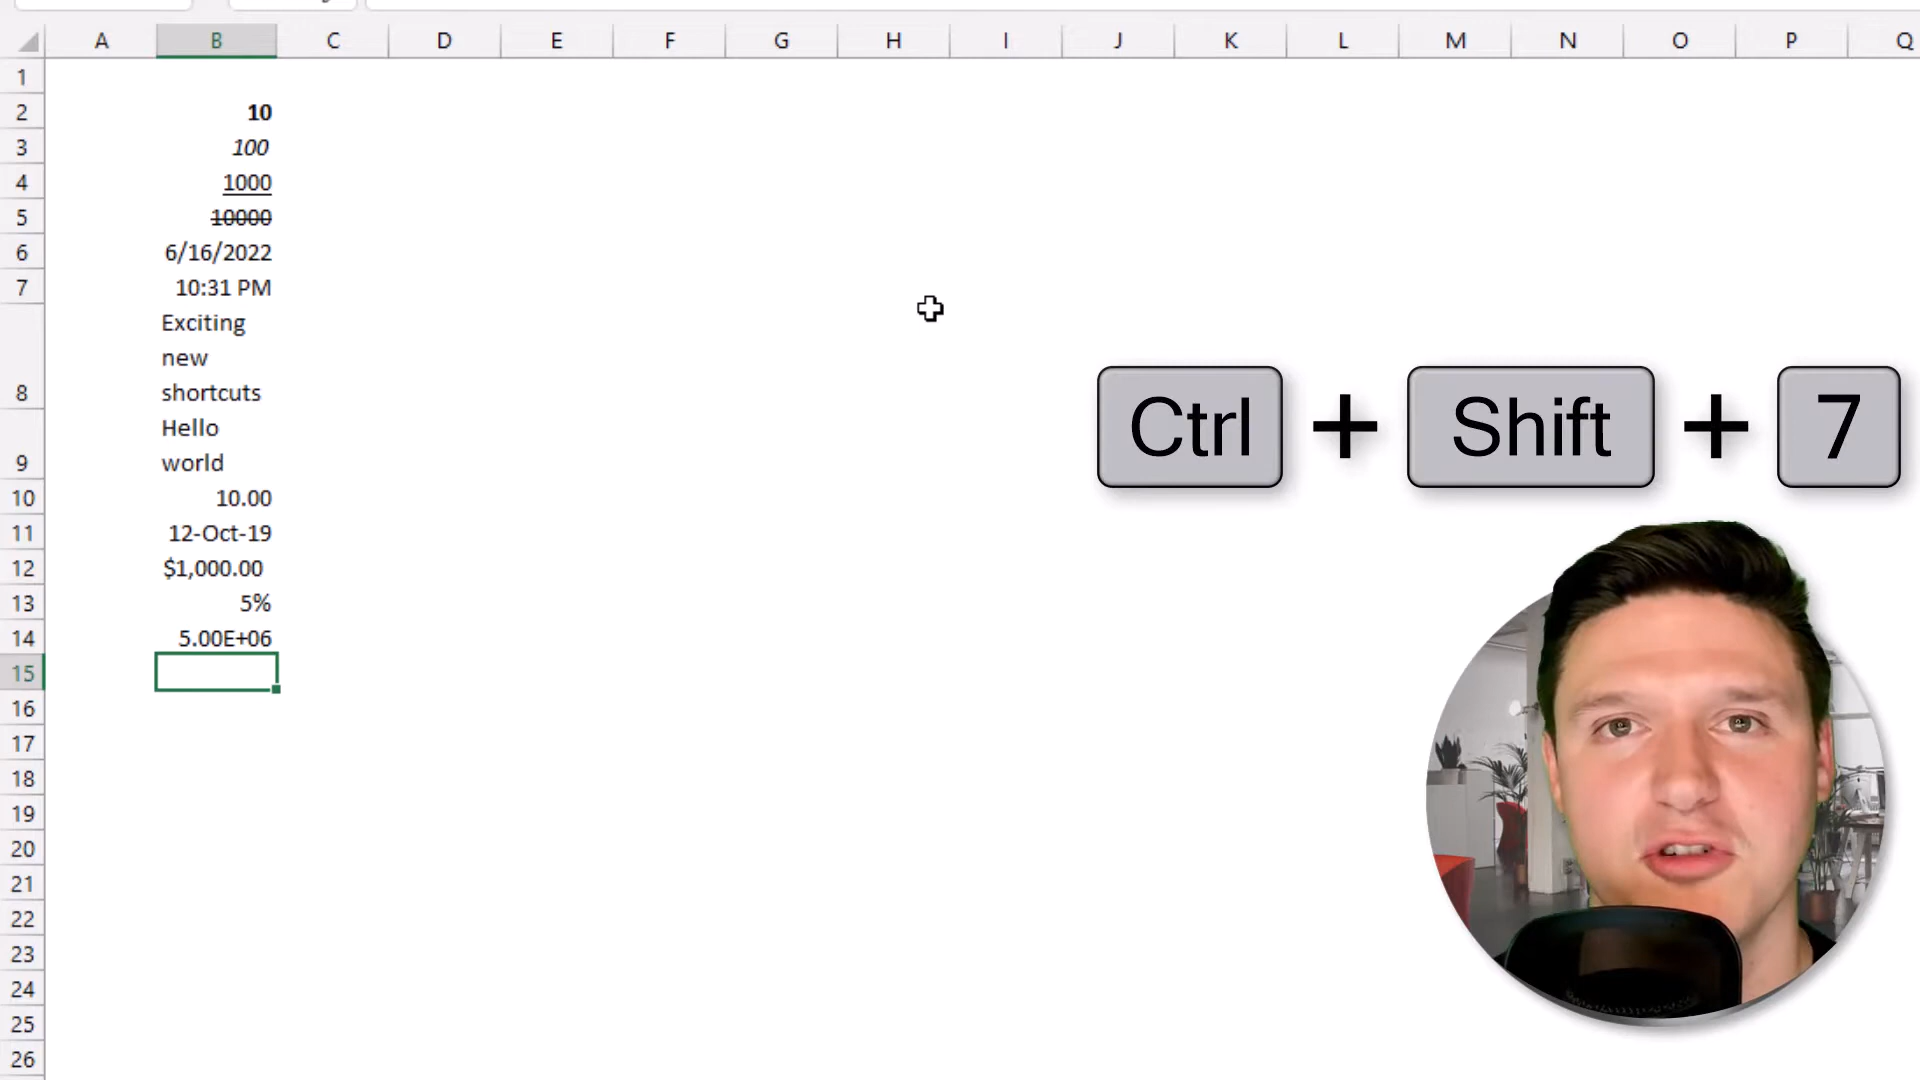 A B C D E F G H I J K L M N O P Q
1
2 10
3 100
4 1000
5 10000
6 6/16/2022
7 10:31 PM
Exciting
new
8 shortcuts
Hello
9 world
10 10.00
11 12-Oct-19
12 $1,000.00
13 5%
14 5.00E+06
15
16
17
18
19
20
21
22
23
24
25
26
Ctrl + Shift + 7